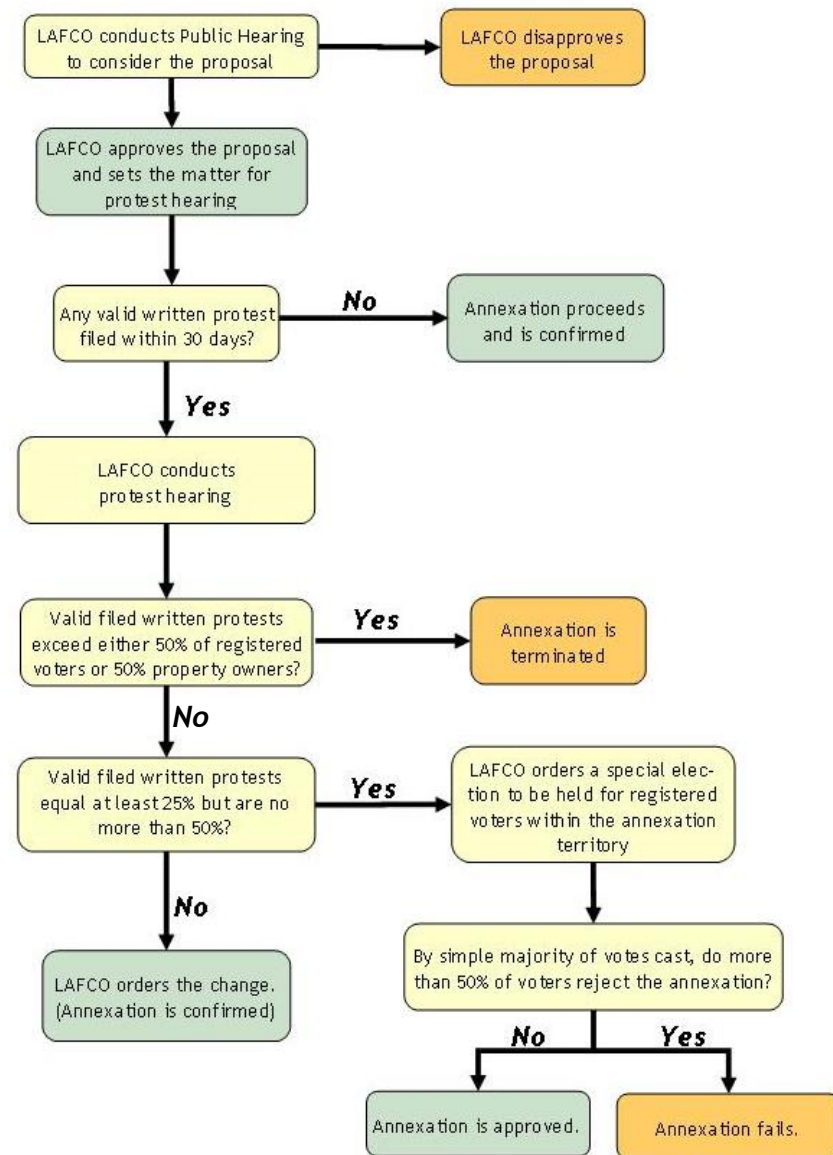 LAFCO conducts Public Hearing
to consider the proposal
LAFCO disapproves
the proposal
LAFCO approves the proposal
and sets the matter for
protest hearing
Any valid written protest
filed within 30 days?
No
Annexation proceeds
and is confirmed
Yes
LAFCO conducts
protest hearing
Valid filed written protests
exceed either 50% of registered
voters or 50% property owners?
Yes
Annexation is
terminated
No
Valid filed written protests
equal at least 25% but are no
more than 50%?
Yes
LAFCO orders a special elec-
tion to be held for registered
voters within the annexation
territory
No
LAFCO orders the change.
(Annexation is confirmed)
By simple majority of votes cast, do more
than 50% of voters reject the annexation?
No
Yes
Annexation is approved.
Annexation fails.